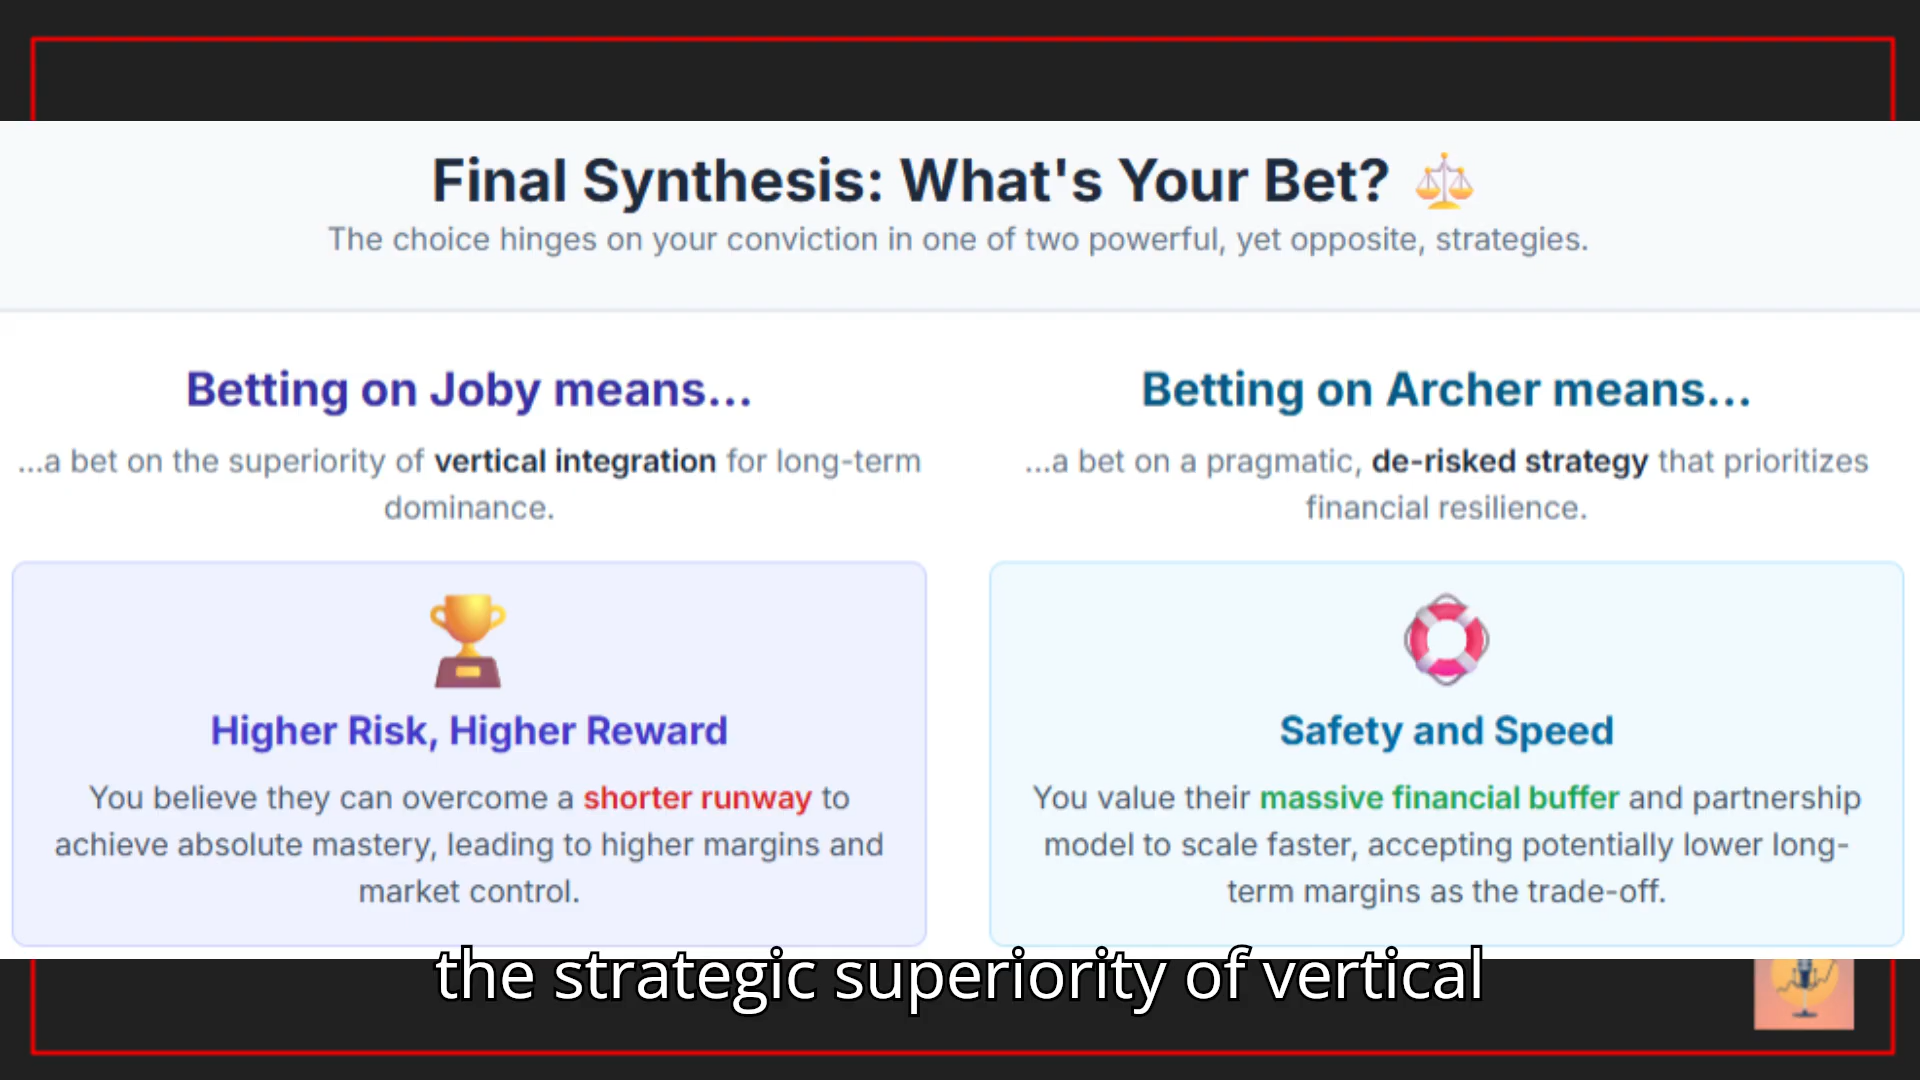 Final Synthesis: What's Your Bet?
The choice hinges on your conviction in one of two powerful, yet opposite, strategies.
Betting on Joby means...
...a bet on the superiority of vertical integration for long-term
dominance.
Higher Risk, Higher Reward
You believe they can overcome a shorter runway to
achieve absolute mastery, leading to higher margins and
market control.
Betting on Archer means...
...a bet on a pragmatic, de-risked strategy that prioritizes
financial resilience.
Safety and Speed
You value their massive financial buffer and partnership
model to scale faster, accepting potentially lower long-
term margins as the trade-off.
the strategic superiority of vertical